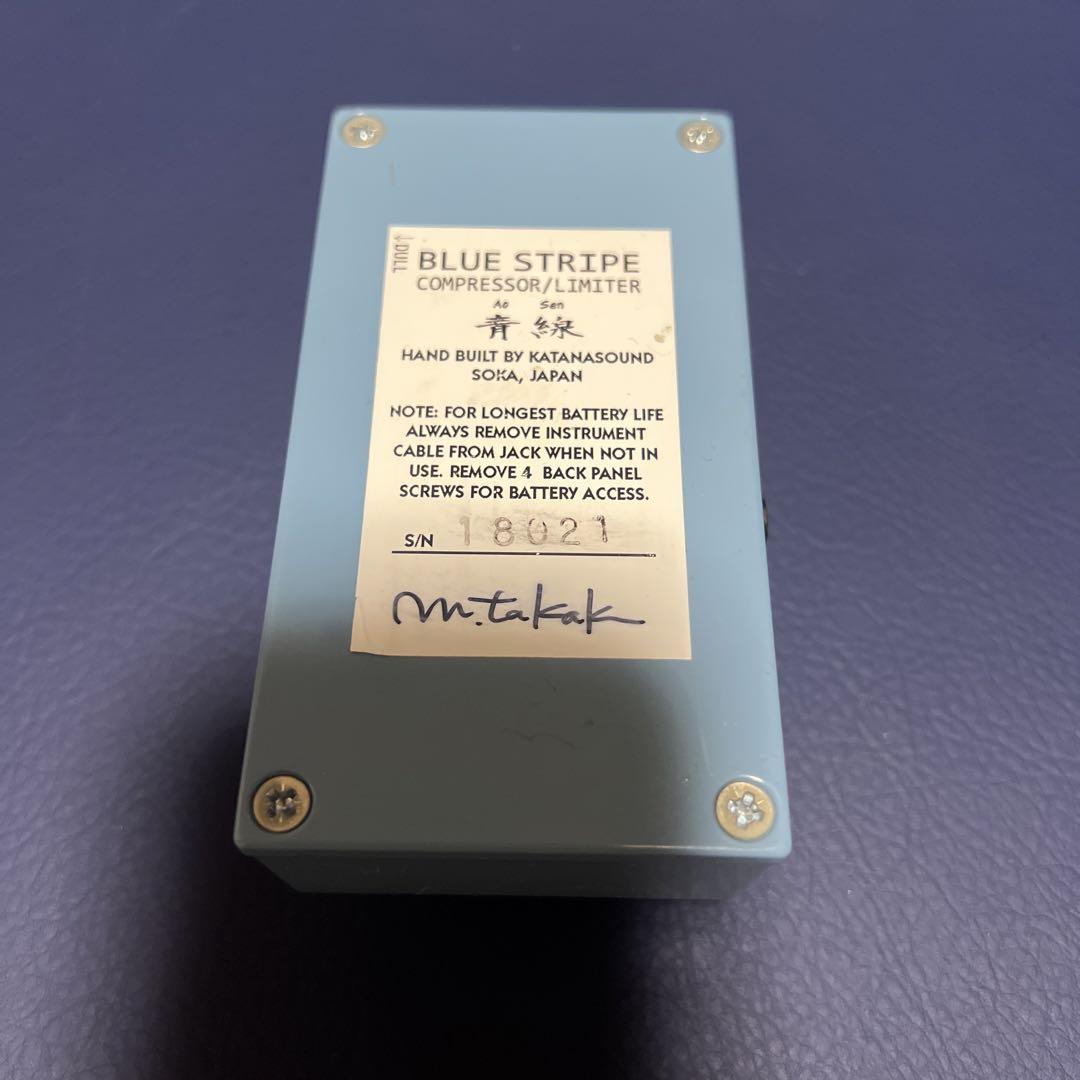 ↓DULL
BLUE STRIPE
COMPRESSOR/LIMITER
Ao Sen
青線
HAND BUILT BY KATANASOUND
SOKA, JAPAN
NOTE: FOR LONGEST BATTERY LIFE
ALWAYS REMOVE INSTRUMENT
CABLE FROM JACK WHEN NOT IN
USE. REMOVE 4 BACK PANEL
SCREWS FOR BATTERY ACCESS.
S/N 18021
m.takak